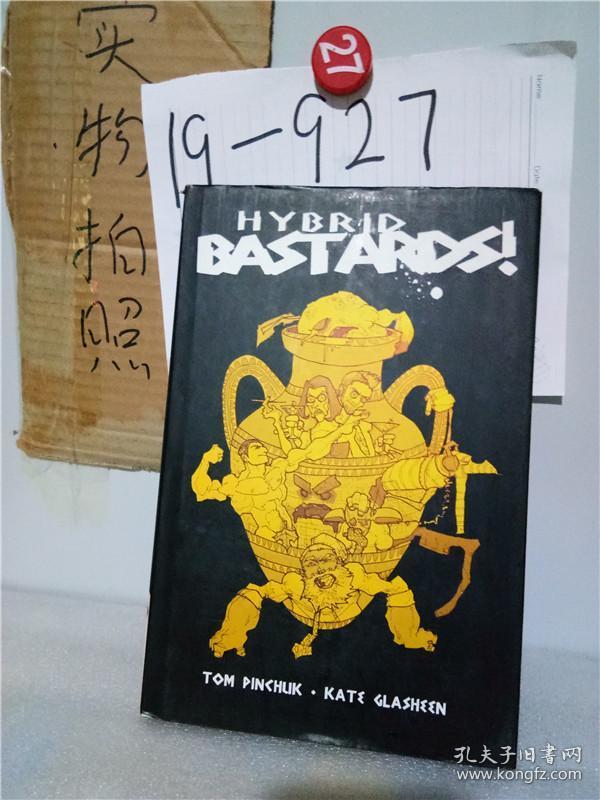 实
物
拍
照
27
19-927
Name
HYBRID
BASTARDS!
TOM PINCHUK · KATE GLASHEEN
孔夫子旧书网
www.kongfz.com